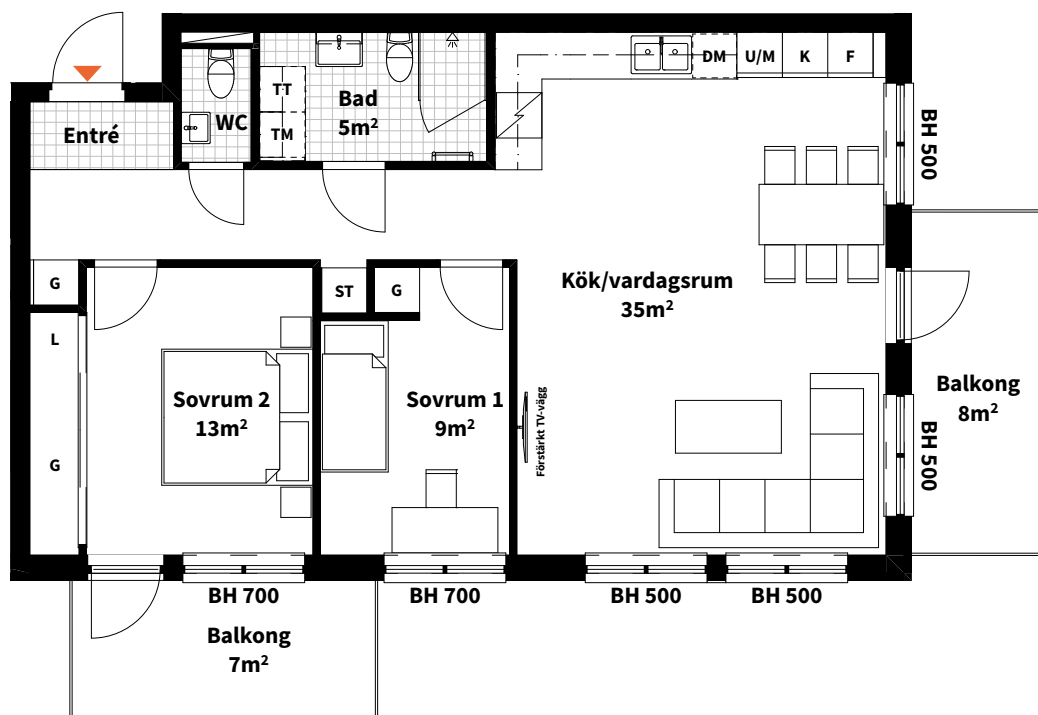 Entré
WC
TT
TM
Bad
5m²
DM
U/M
K
F
BH 500
G
ST
G
Kök/vardagsrum
35m²
L
G
Sovrum 2
13m²
Sovrum 1
9m²
Förstärkt TV-vägg
Balkong
8m²
BH 500
BH 700
BH 700
BH 500
BH 500
Balkong
7m²